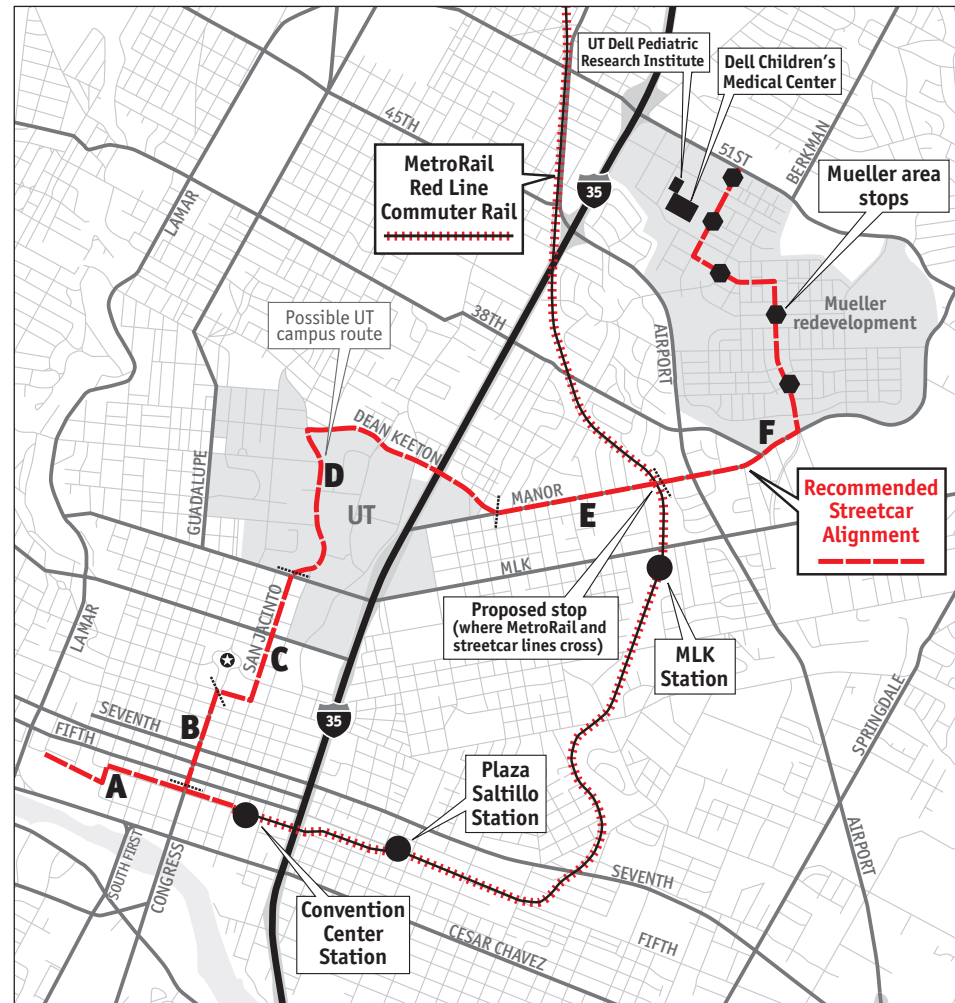 UT Dell Pediatric
Research Institute
Dell Children's
Medical Center
45TH
51ST
BERKMAN
MetroRail
Red Line
Commuter Rail
35
Mueller area
stops
LAMAR
Possible UT
campus route
38TH
AIRPORT
Mueller
redevelopment
DEAN KEETON
GUADALUPE
D
F
MANOR
E
UT
Recommended
Streetcar
Alignment
MLK
LAMAR
SAN JACINTO
C
Proposed stop
(where MetroRail and
streetcar lines cross)
MLK
Station
SPRINGDALE
B
SEVENTH
FIFTH
35
A
Plaza
Saltillo
Station
AIRPORT
SOUTH FIRST
CONGRESS
SEVENTH
Convention
Center
Station
CESAR CHAVEZ
FIFTH